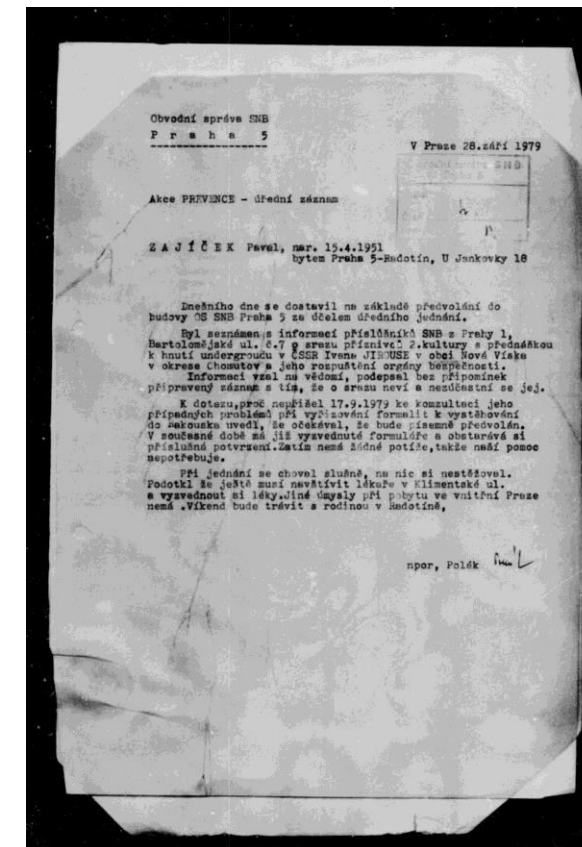 Obvodní správa SNB
P r a h a 5
V Praze 28.září 1979
SNB
Akce PREVENCE - úřední záznam
Z A J Í Č E K Pavel, nar. 15.4.1951
bytem Praha 5-Radotín, U Jankovky 18
Dnešního dne se dostavil na základě předvolání do
budovy OS SNB Praha 5 za účelem úředního jednání.
Byl seznámen s informací příslušníků SNB z Prahy 1,
Bartolomějské ul. č.7 o srazu příznivců 2.kultury s přednáškou
k hnutí undergroudu v ČSSR Ivana JIROUSE v obci Nová Víska
v okrese Chomutov a jeho rozpuštění orgány bezpečnosti.
Informaci vzal na vědomí, podepsal bez připomínek
připravený záznam s tím, že o srazu neví a nezúčastní se jej.
K dotazu,proč nepřišel 17.9.1979 ke konzultaci jeho
případných problémů při vyřizování formalit k vystěhování
do Rakouska uvedl, že očekával, že bude písemně předvolán.
V současné době má již vyzvednuté formuláře a obstarává si
příslušná potvrzení.Zatím nemá žádné potíže,takže naší pomoc
nepotřebuje.
Při jednání se choval slušně, na nic si nestěžoval.
Podotkl že ještě musí navštívit lékaře v Klimentské ul.
a vyzvednout si léky.Jiné úmysly při pobytu ve vnitřní Praze
nemá .Víkend bude trávit s rodinou v Radotíně,
npor, Polák